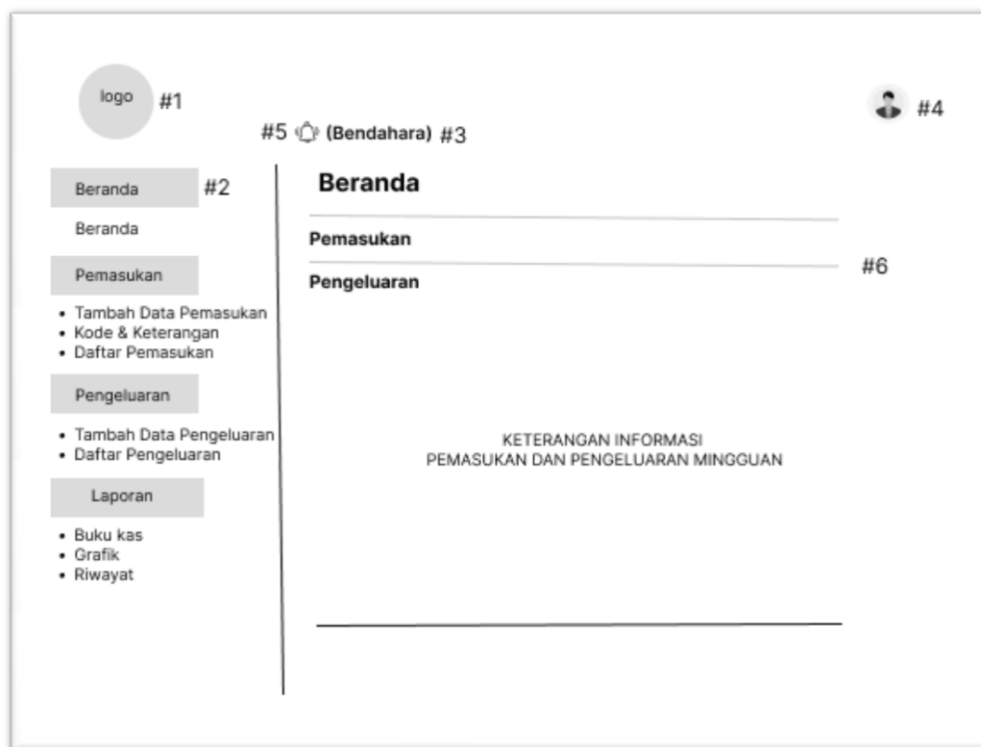 logo
#1
#4
#5 (Bendahara) #3
Beranda
#2
Beranda
Pemasukan
• Tambah Data Pemasukan
• Kode & Keterangan
• Daftar Pemasukan
Pengeluaran
• Tambah Data Pengeluaran
• Daftar Pengeluaran
Laporan
• Buku kas
• Grafik
• Riwayat
Beranda
Pemasukan
#6
Pengeluaran
KETERANGAN INFORMASI
PEMASUKAN DAN PENGELUARAN MINGGUAN